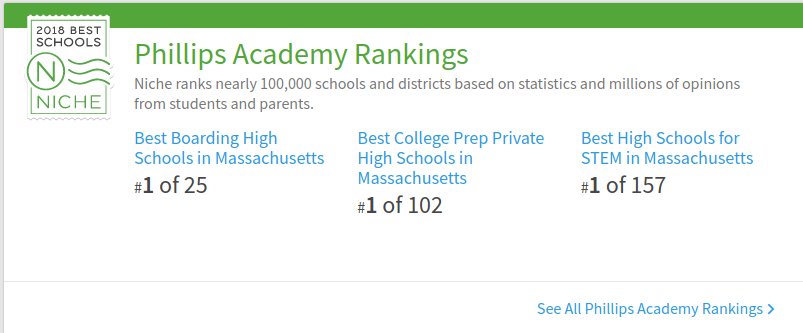 2018 BEST
SCHOOLS
N
NICHE
Phillips Academy Rankings
Niche ranks nearly 100,000 schools and districts based on statistics and millions of opinions
from students and parents.
Best Boarding High
Schools in Massachusetts
#1 of 25
Best College Prep Private
High Schools in
Massachusetts
#1 of 102
Best High Schools for
STEM in Massachusetts
#1 of 157
See All Phillips Academy Rankings